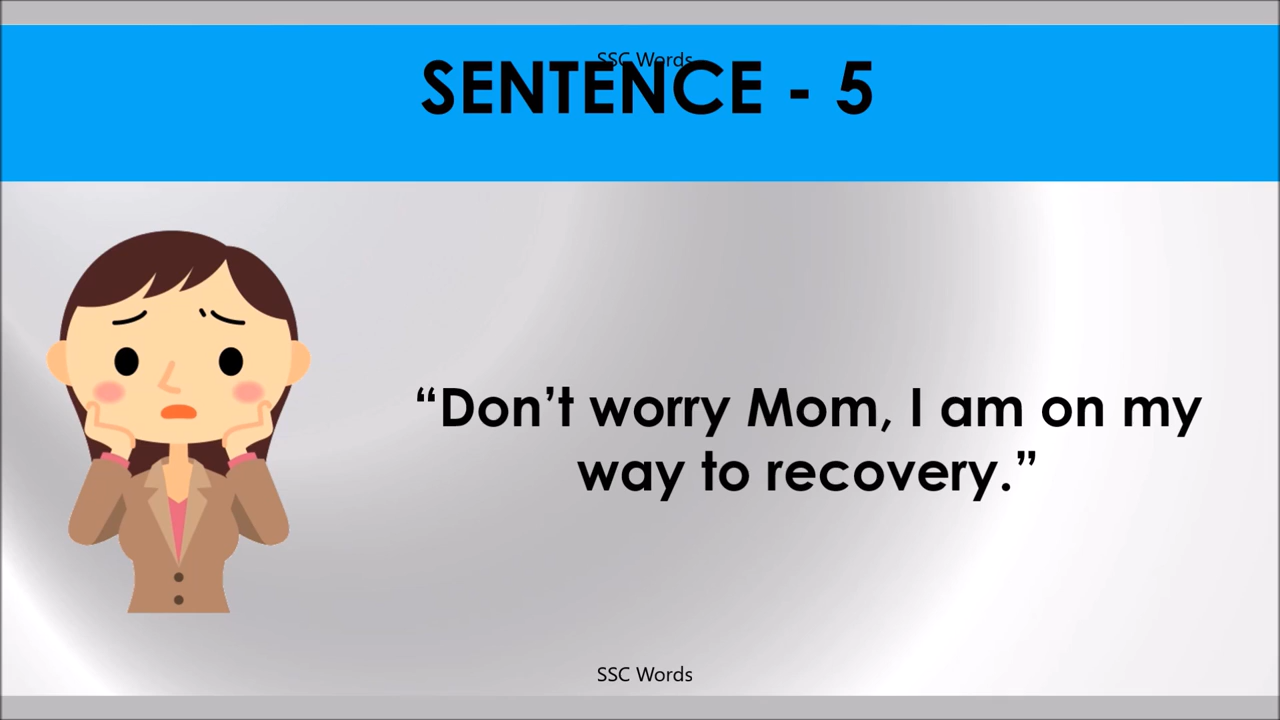 SSC Words
SENTENCE - 5
“Don’t worry Mom, I am on my
way to recovery.”
SSC Words